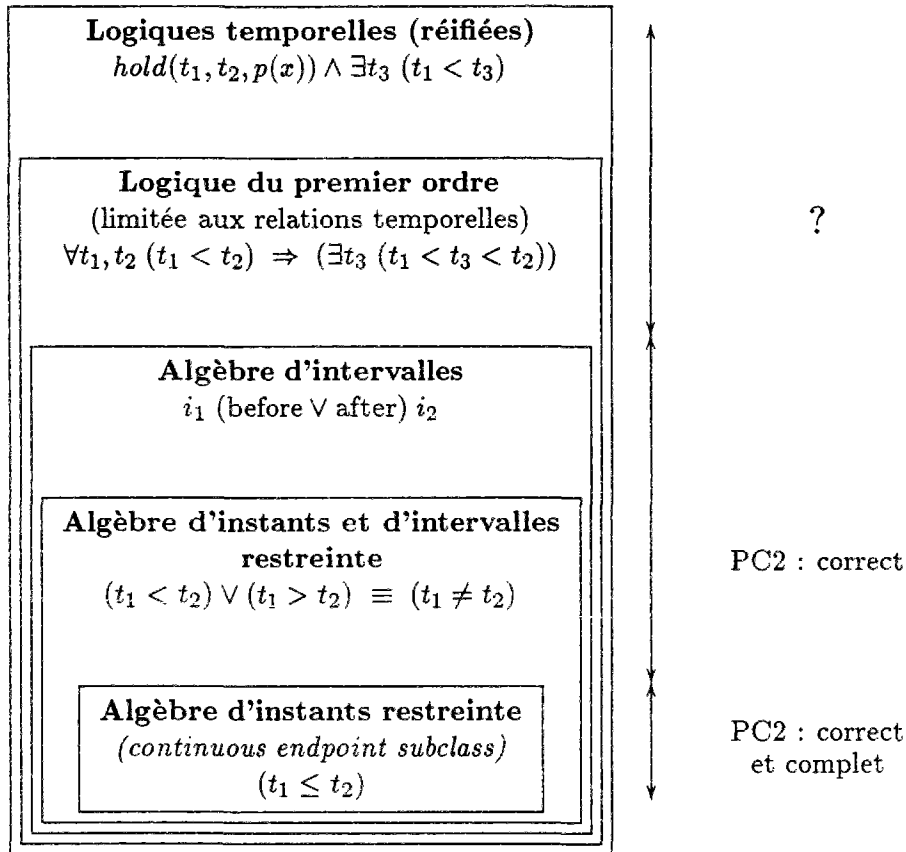 Logiques temporelles (réifiées)
hold(t₁, t₂, p(x)) ∧ ∃t₃ (t₁ < t₃)
Logique du premier ordre
(limitée aux relations temporelles)
∀t₁, t₂ (t₁ < t₂) ⇒ (∃t₃ (t₁ < t₃ < t₂))
?
Algèbre d'intervalles
i₁ (before ∨ after) i₂
Algèbre d'instants et d'intervalles
restreinte
(t₁ < t₂) ∨ (t₁ > t₂) ≡ (t₁ ≠ t₂)
PC2 : correct
Algèbre d'instants restreinte
(continuous endpoint subclass)
(t₁ ≤ t₂)
PC2 : correct
et complet